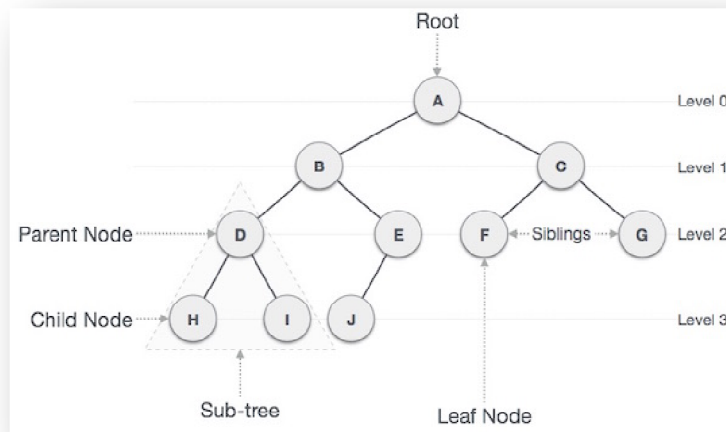 Root
A
Level 0
B
C
Level 1
Parent Node
D
E
F
Siblings
G
Level 2
Child Node
H
I
J
Level 3
Sub-tree
Leaf Node